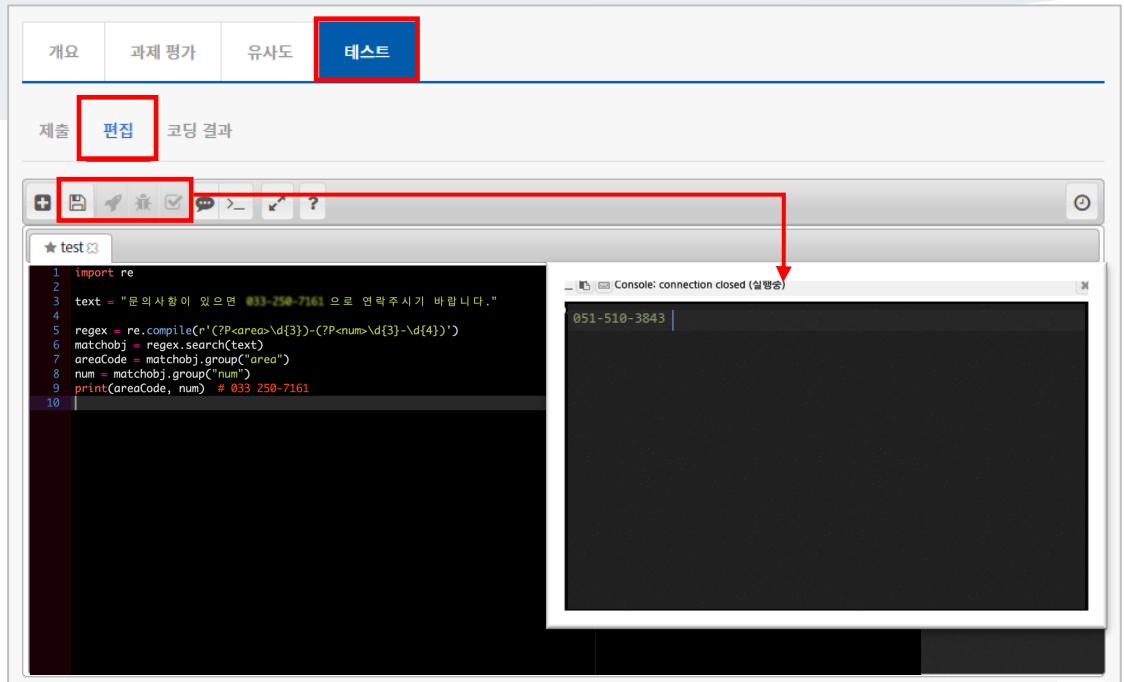 개요 과제 평가 유사도 테스트
제출 편집 코딩 결과
>_ ?
★ test
1 import re
2
3 text = "문의사항이 있으면 033-250-7161 으로 연락주시기 바랍니다."
4
5 regex = re.compile(r'(?P<area>\d{3})-(?P<num>\d{3}-\d{4})')
6 matchobj = regex.search(text)
7 areaCode = matchobj.group("area")
8 num = matchobj.group("num")
9 print(areaCode, num) # 033 250-7161
10
Console: connection closed (실행중)
051-510-3843